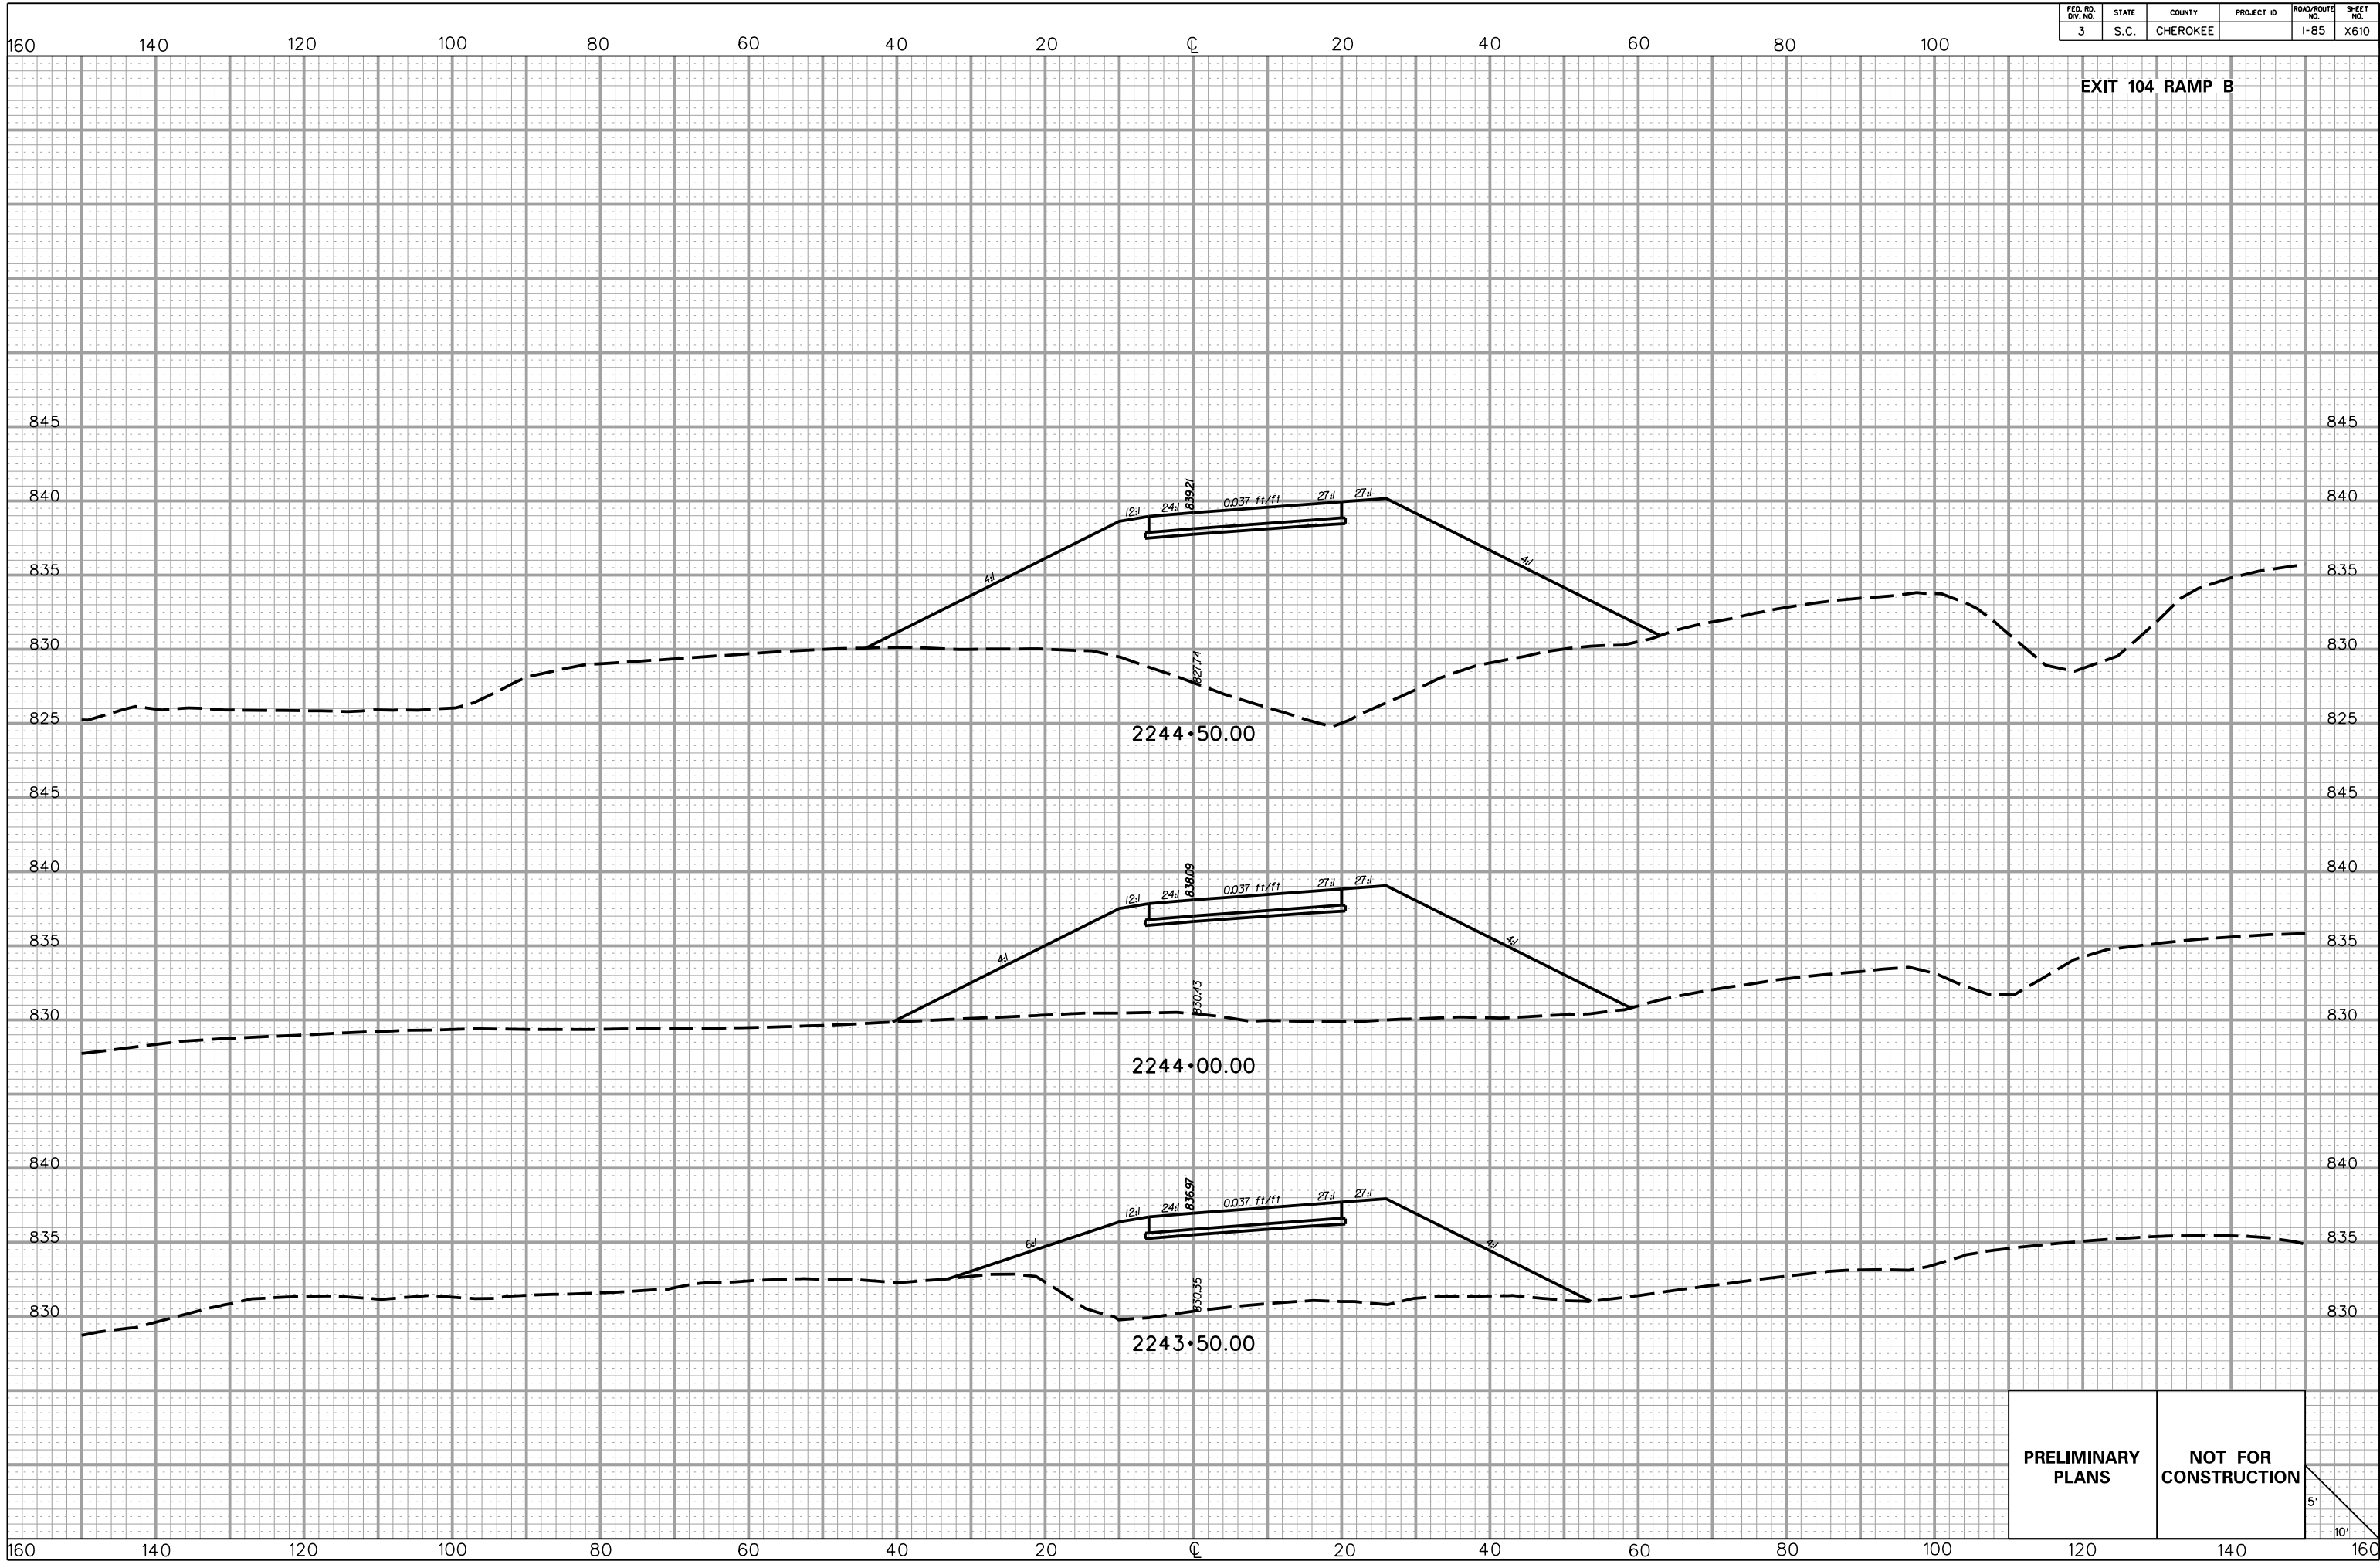 FED. RD. DIV. NO. STATE COUNTY PROJECT ID ROAD/ROUTE NO. SHEET NO.
3 S.C. CHEROKEE I-85 X610
160 140 120 100 80 60 40 20 ℄ 20 40 60 80 100
EXIT 104 RAMP B
845 845
840 12:1 24:1 839.21 0.037 ft/ft 27:1 27:1 840
835 4:1 4:1 835
830 827.74 830
825 825
2244+50.00
845 845
840 12:1 24:1 838.09 0.037 ft/ft 27:1 27:1 840
835 4:1 4:1 835
830 830.43 830
2244+00.00
840 840
12:1 24:1 836.97 0.037 ft/ft 27:1 27:1
835 6:1 4:1 835
830 830.35 830
2243+50.00
PRELIMINARY PLANS
NOT FOR CONSTRUCTION
5'
10'
160 140 120 100 80 60 40 20 ℄ 20 40 60 80 100 120 140 160